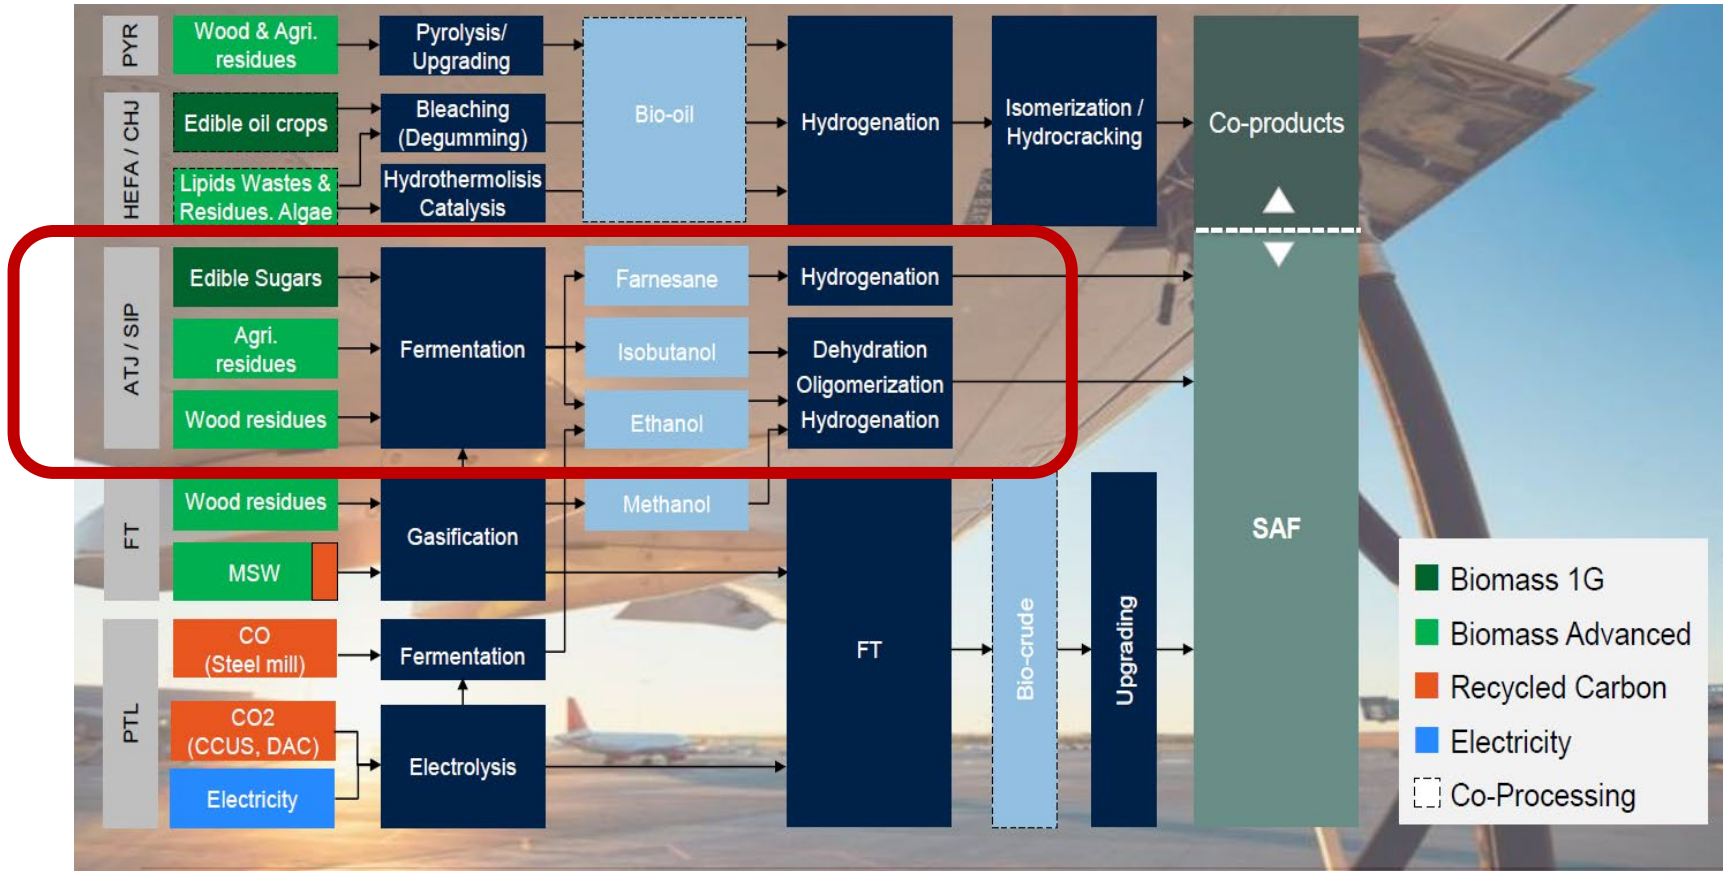 PYR
Wood & Agri.
residues
Pyrolysis/
Upgrading
HEFA / CHJ
Edible oil crops
Bleaching
(Degumming)
Lipids Wastes &
Residues. Algae
Hydrothermolisis
Catalysis
Bio-oil
Hydrogenation
Isomerization /
Hydrocracking
Co-products
ATJ / SIP
Edible Sugars
Agri.
residues
Wood residues
Fermentation
Farnesane
Isobutanol
Ethanol
Hydrogenation
Dehydration
Oligomerization
Hydrogenation
FT
Wood residues
MSW
Gasification
Methanol
PTL
CO
(Steel mill)
CO2
(CCUS, DAC)
Electricity
Fermentation
Electrolysis
FT
Bio-crude
Upgrading
SAF
Biomass 1G
Biomass Advanced
Recycled Carbon
Electricity
Co-Processing